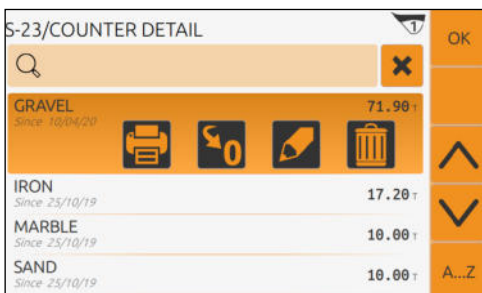 S-23/COUNTER DETAIL
1
OK
GRAVEL
71.90 T
Since 10/04/20
0
IRON
17.20 T
Since 25/10/19
MARBLE
10.00 T
Since 25/10/19
SAND
10.00 T
Since 25/10/19
A...Z